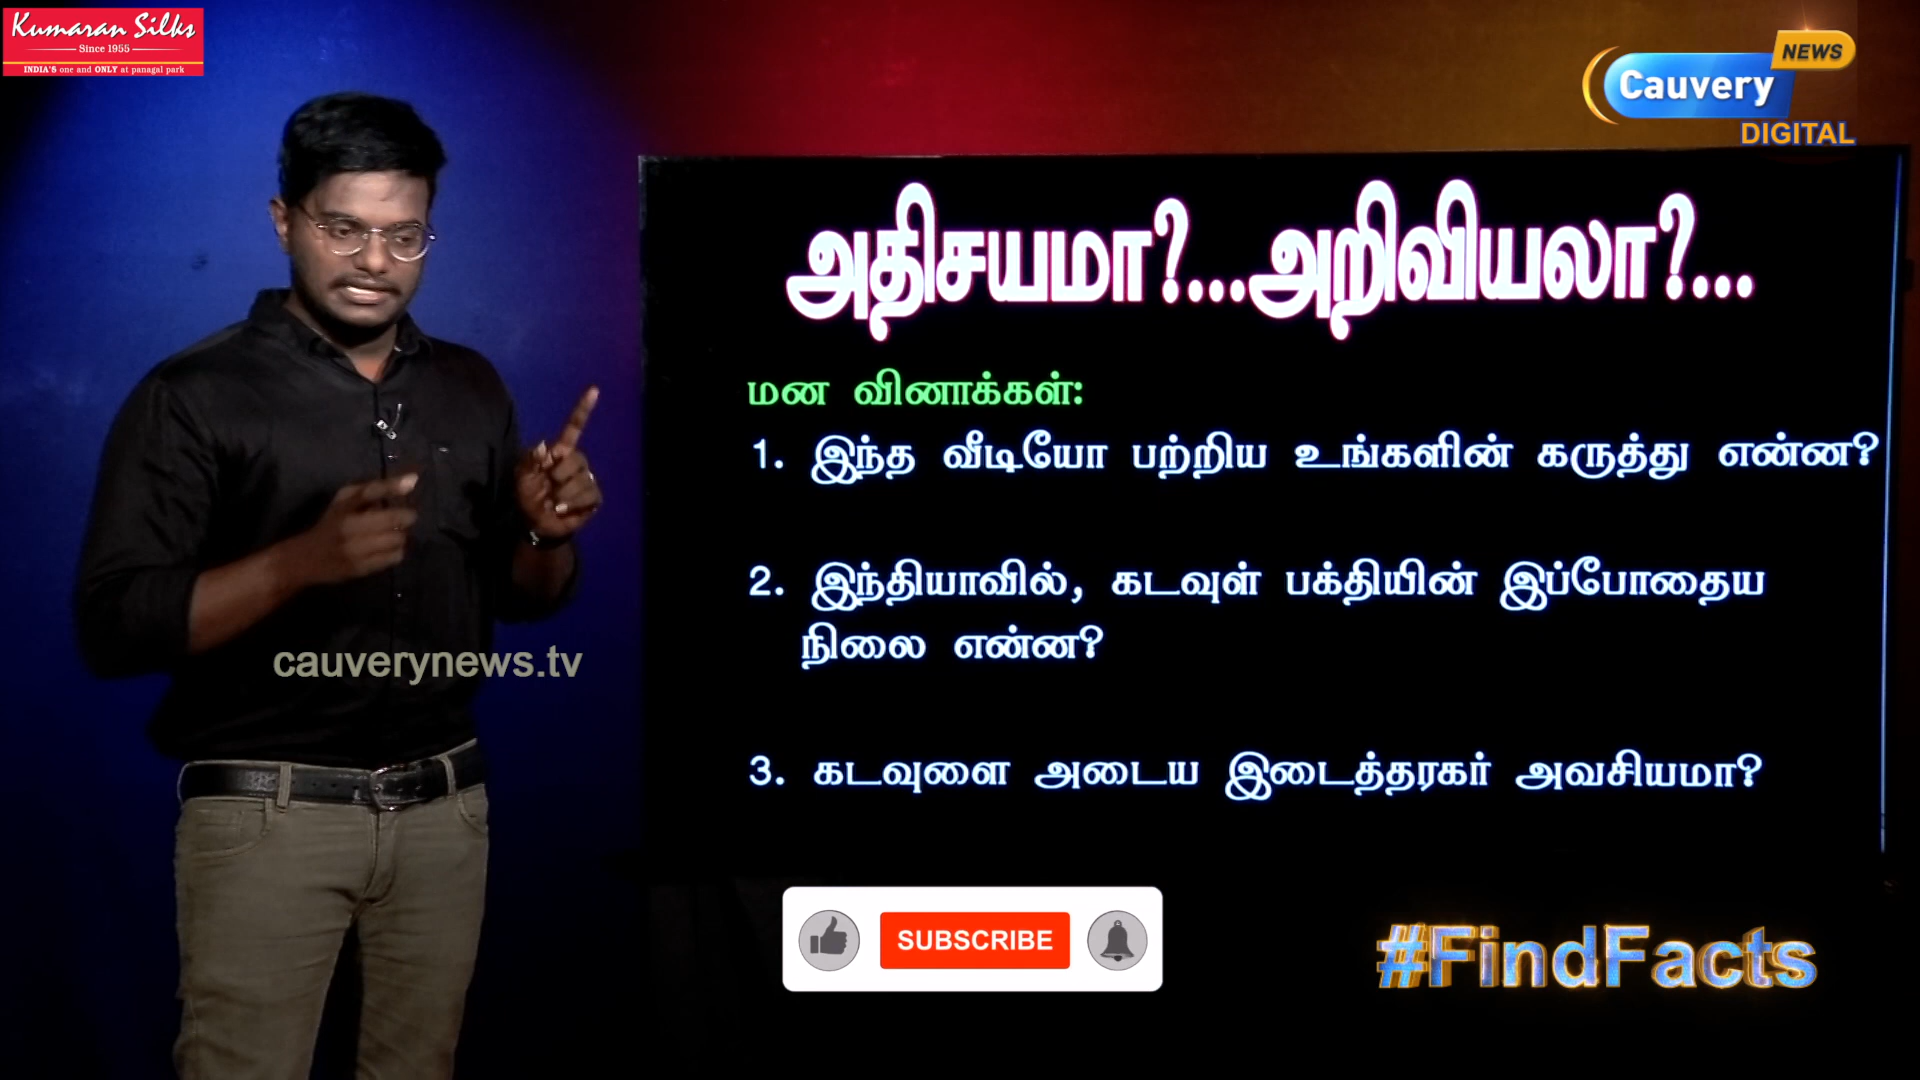 Kumaran Silks
Since 1955
INDIA'S one and ONLY at panagal park
Cauvery NEWS
DIGITAL
அதிசயமா?...அறிவியலா?...
மன வினாக்கள்:
1. இந்த வீடியோ பற்றிய உங்களின் கருத்து என்ன?
2. இந்தியாவில், கடவுள் பக்தியின் இப்போதைய
நிலை என்ன?
cauverynews.tv
3. கடவுளை அடைய இடைத்தரகர் அவசியமா?
SUBSCRIBE
#FindFacts